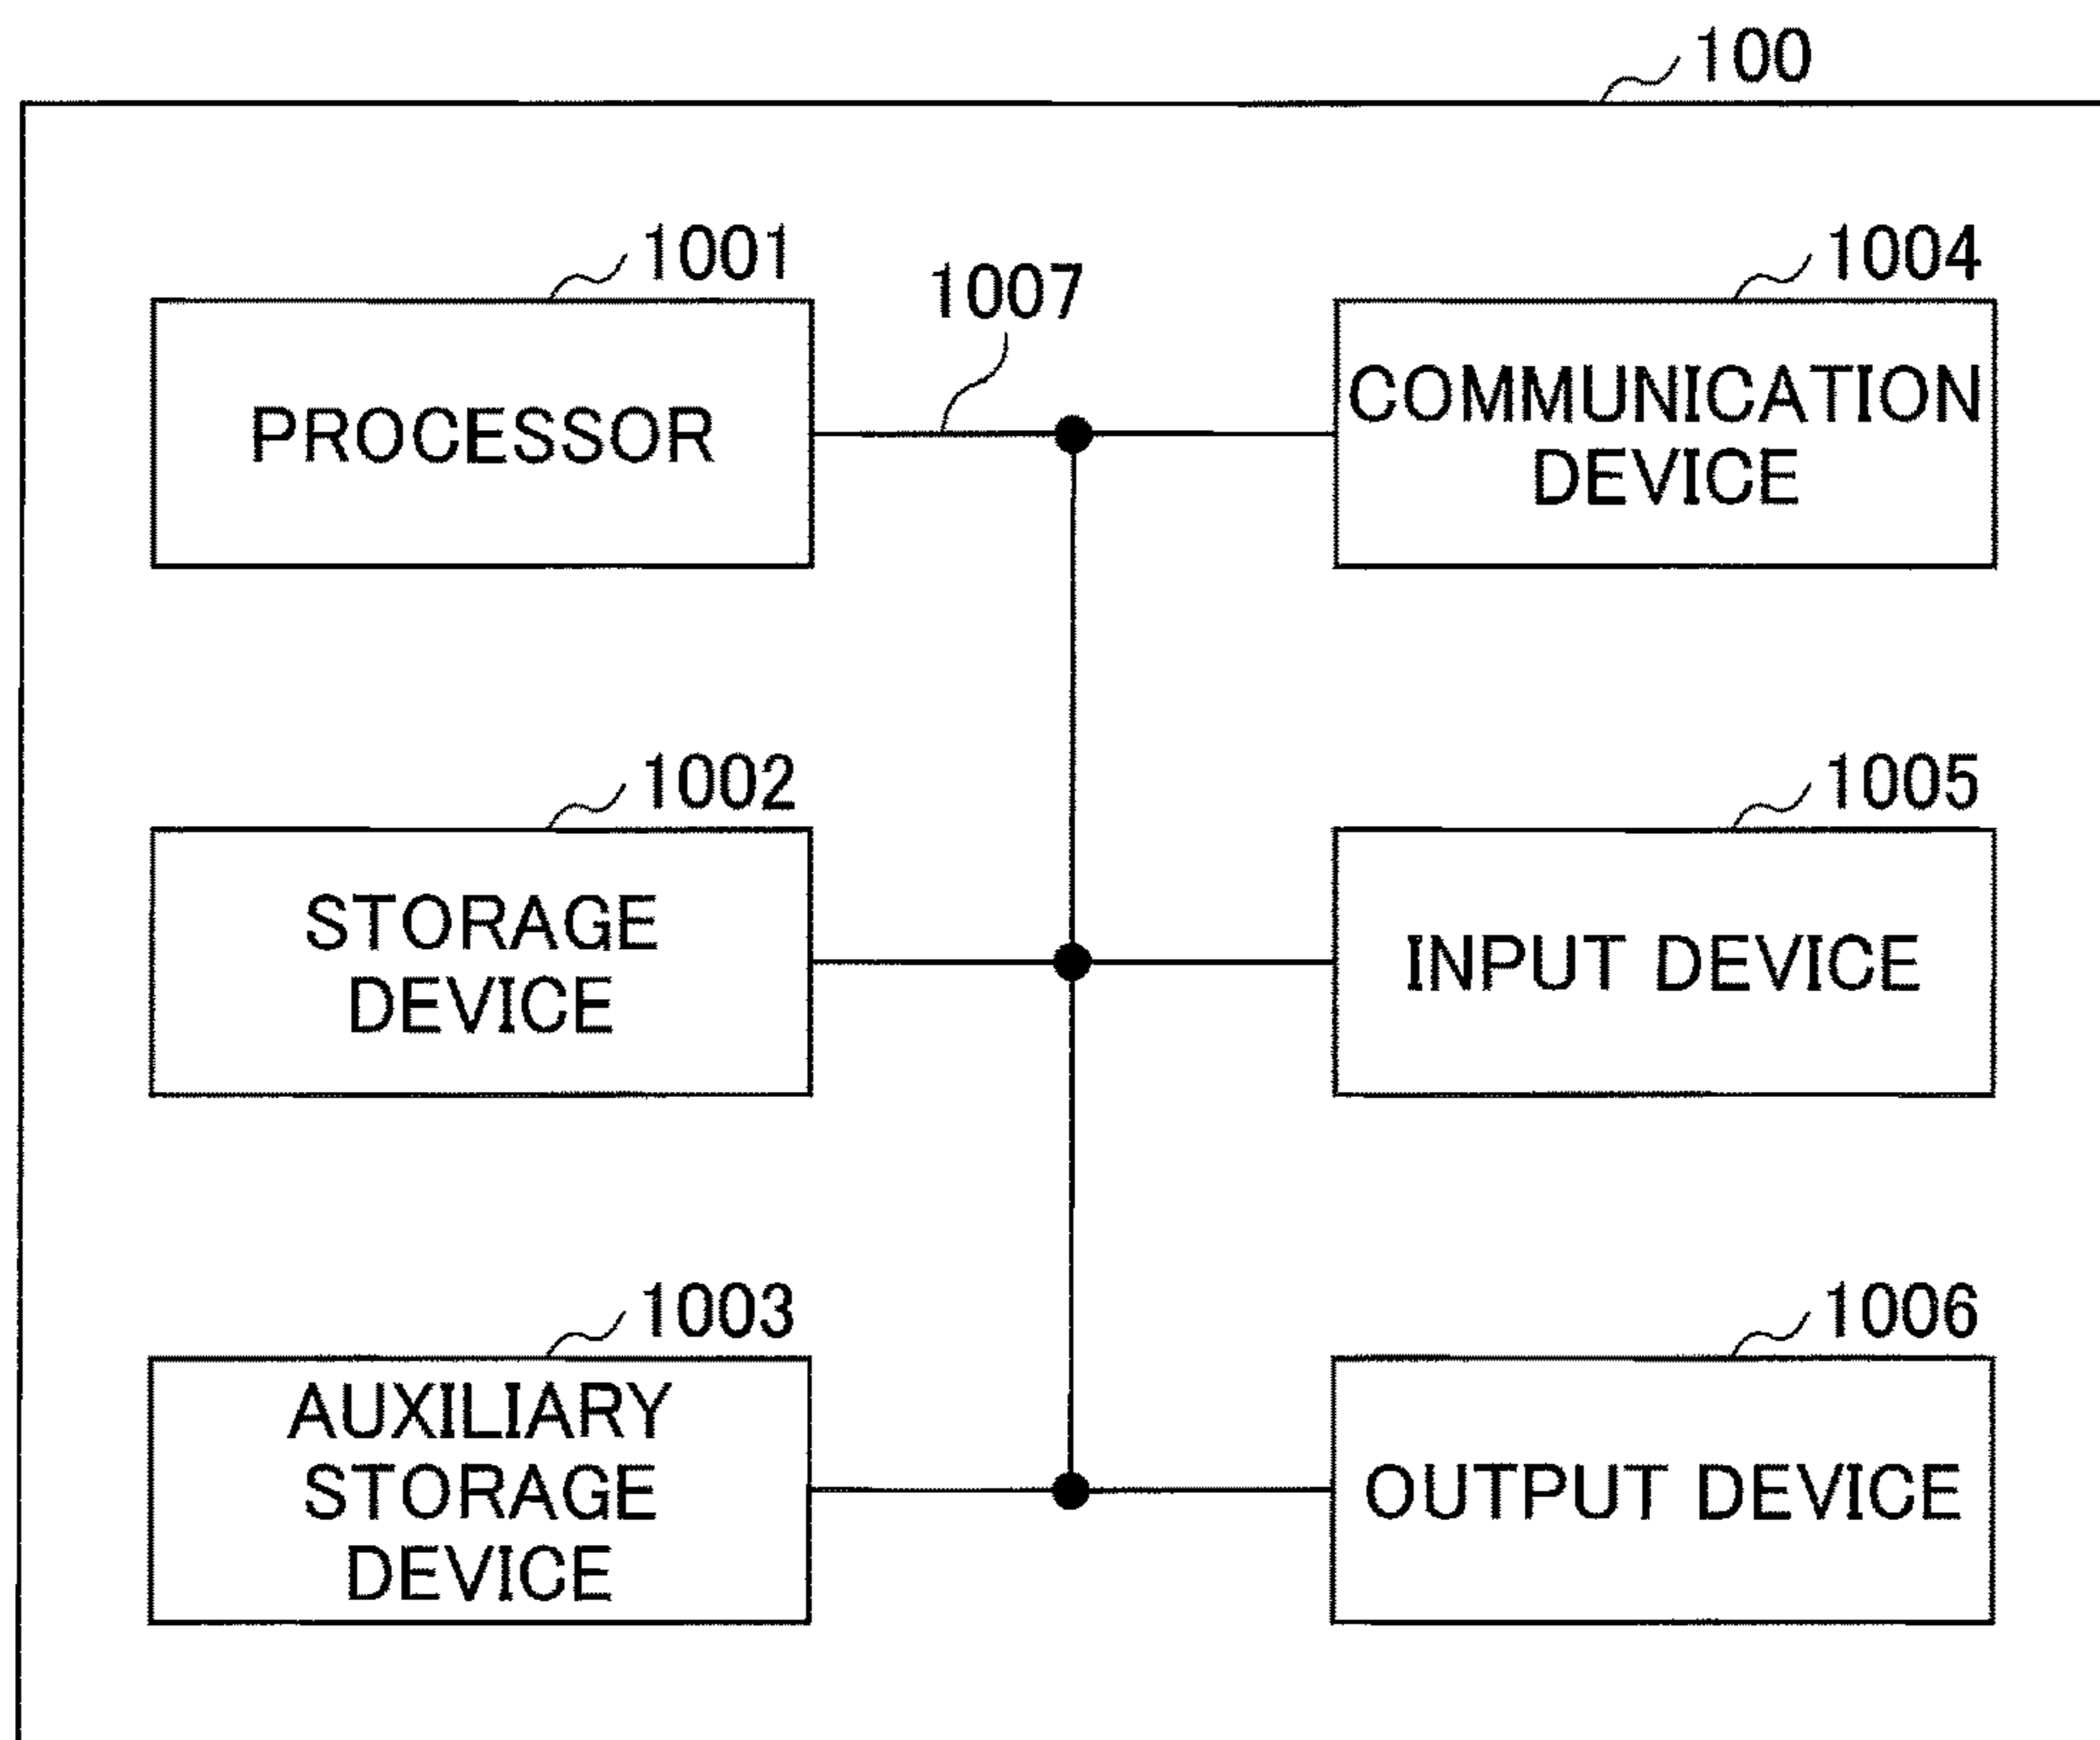 100
1001
1007
1004
PROCESSOR
COMMUNICATION
DEVICE
1002
1005
STORAGE
DEVICE
INPUT DEVICE
1003
1006
AUXILIARY
STORAGE
DEVICE
OUTPUT DEVICE